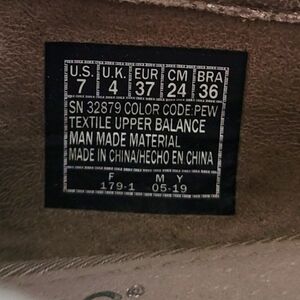 U.S. U.K. EUR CM BRA
7 4 37 24 36
SN 32879 COLOR CODE:PEW
TEXTILE UPPER BALANCE
MAN MADE MATERIAL
MADE IN CHINA/HECHO EN CHINA
F M Y
179-1 05-19